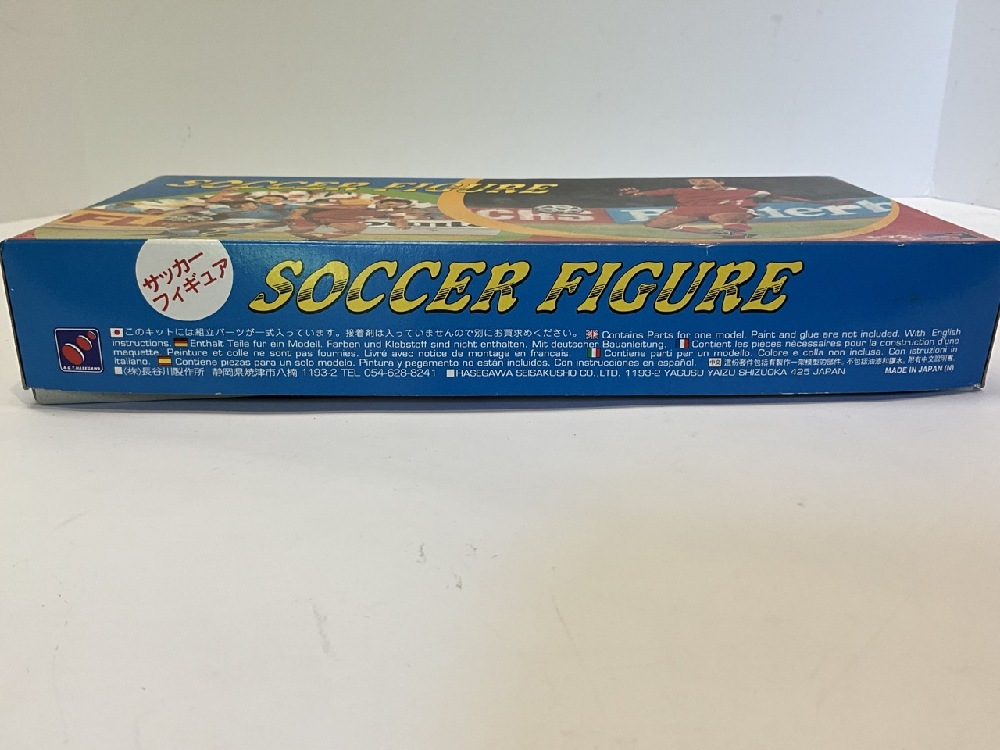 SOCCER FIGURE
サッカー
フィギュア
SOCCER FIGURE
このキットには組立パーツが一式入っています。接着剤は入っていませんので別にお買求めください。 Contains Parts for one model. Paint and glue are not included. With English
instructions. Enthält Teile für ein Modell. Farben und Klebstoff sind nicht enthalten. Mit deutscher Bauanleitung. Contient les pièces nécessaires pour la construction d'une
maquette. Peinture et colle ne sont pas fournies. Livré avec notice de montage en français. Contiene parti per un modello. Colore e colla non inclusa. Con istruzioni in
italiano. Contiene piezas para un solo modelo. Pintura y pegamento no están incluidos. Con instrucciones en español.
■(株)長谷川製作所 静岡県焼津市八楠 1193-2 TEL 054-628-8241 ■HASEGAWA SEISAKUSHO CO., LTD. 1193-2 YAGUSU YAIZU SHIZUOKA 425 JAPAN MADE IN JAPAN (N)